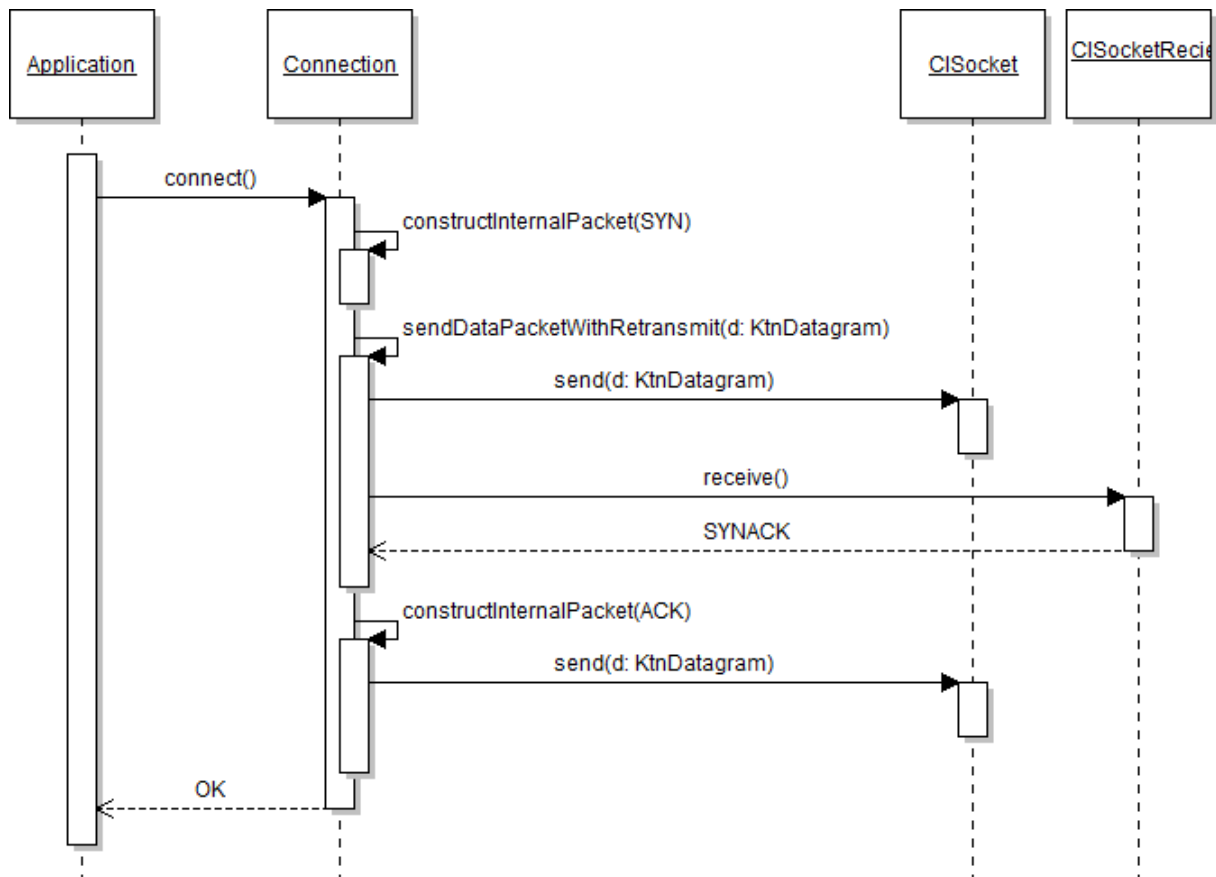 Application
Connection
ClSocket
ClSocketRecie
connect()
constructInternalPacket(SYN)
sendDataPacketWithRetransmit(d: KtnDatagram)
send(d: KtnDatagram)
receive()
SYNACK
constructInternalPacket(ACK)
send(d: KtnDatagram)
OK